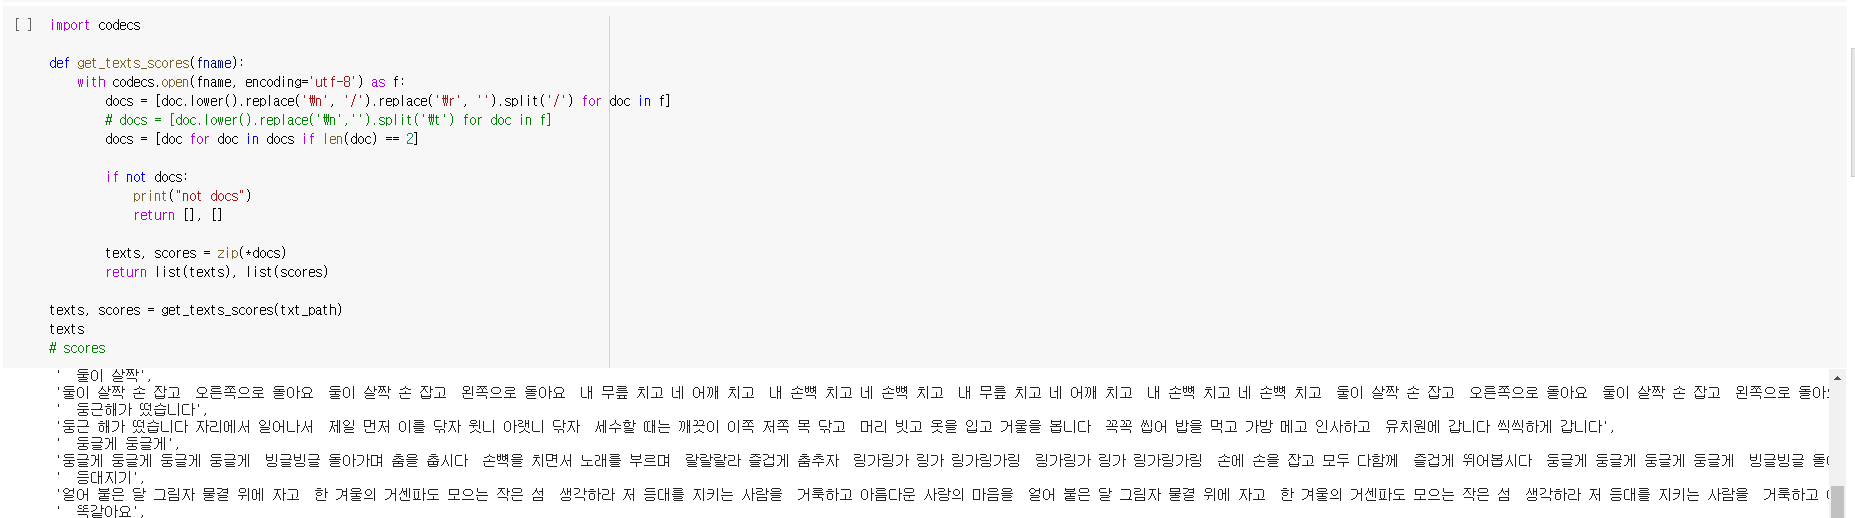 [ ] import codecs
def get_texts_scores(fname):
with codecs.open(fname, encoding='utf-8') as f:
docs = [doc.lower().replace('₩n', '/').replace('₩r', '').split('/') for doc in f]
# docs = [doc.lower().replace('₩n','').split('₩t') for doc in f]
docs = [doc for doc in docs if len(doc) == 2]
if not docs:
print("not docs")
return [], []
texts, scores = zip(*docs)
return list(texts), list(scores)
texts, scores = get_texts_scores(txt_path)
texts
# scores
'  둘이 살짝',
'둘이 살짝 손 잡고  오른쪽으로 돌아요  둘이 살짝 손 잡고  왼쪽으로 돌아요  내 무릎 치고 네 어깨 치고  내 손뼉 치고 네 손뼉 치고  내 무릎 치고 네 어깨 치고  내 손뼉 치고 네 손뼉 치고  둘이 살짝 손 잡고  오른쪽으로 돌아요  둘이 살짝 손 잡고  왼쪽으로 돌아
'  둥근해가 떴습니다',
'둥근 해가 떴습니다 자리에서 일어나서  제일 먼저 이를 닦자 윗니 아랫니 닦자  세수할 때는 깨끗이 이쪽 저쪽 목 닦고  머리 빗고 옷을 입고 거울을 봅니다  꼭꼭 씹어 밥을 먹고 가방 메고 인사하고  유치원에 갑니다 씩씩하게 갑니다',
'  둥글게 둥글게',
'둥글게 둥글게 둥글게 둥글게  빙글빙글 돌아가며 춤을 춥시다  손뼉을 치면서 노래를 부르며  랄랄랄라 즐겁게 춤추자  링가링가 링가 링가링가링  링가링가 링가 링가링가링  손에 손을 잡고 모두 다함께  즐겁게 뛰어봅시다  둥글게 둥글게 둥글게 둥글게  빙글빙글
'  등대지기',
'얼어 붙은 달 그림자 물결 위에 자고  한 겨울의 거센파도 모으는 작은 섬  생각하라 저 등대를 지키는 사람을  거룩하고 아름다운 사랑의 마음을  얼어 붙은 달 그림자 물결 위에 자고  한 겨울의 거센파도 모으는 작은 섬  생각하라 저 등대를 지키는 사람을  거룩하고
'  똑같아요',